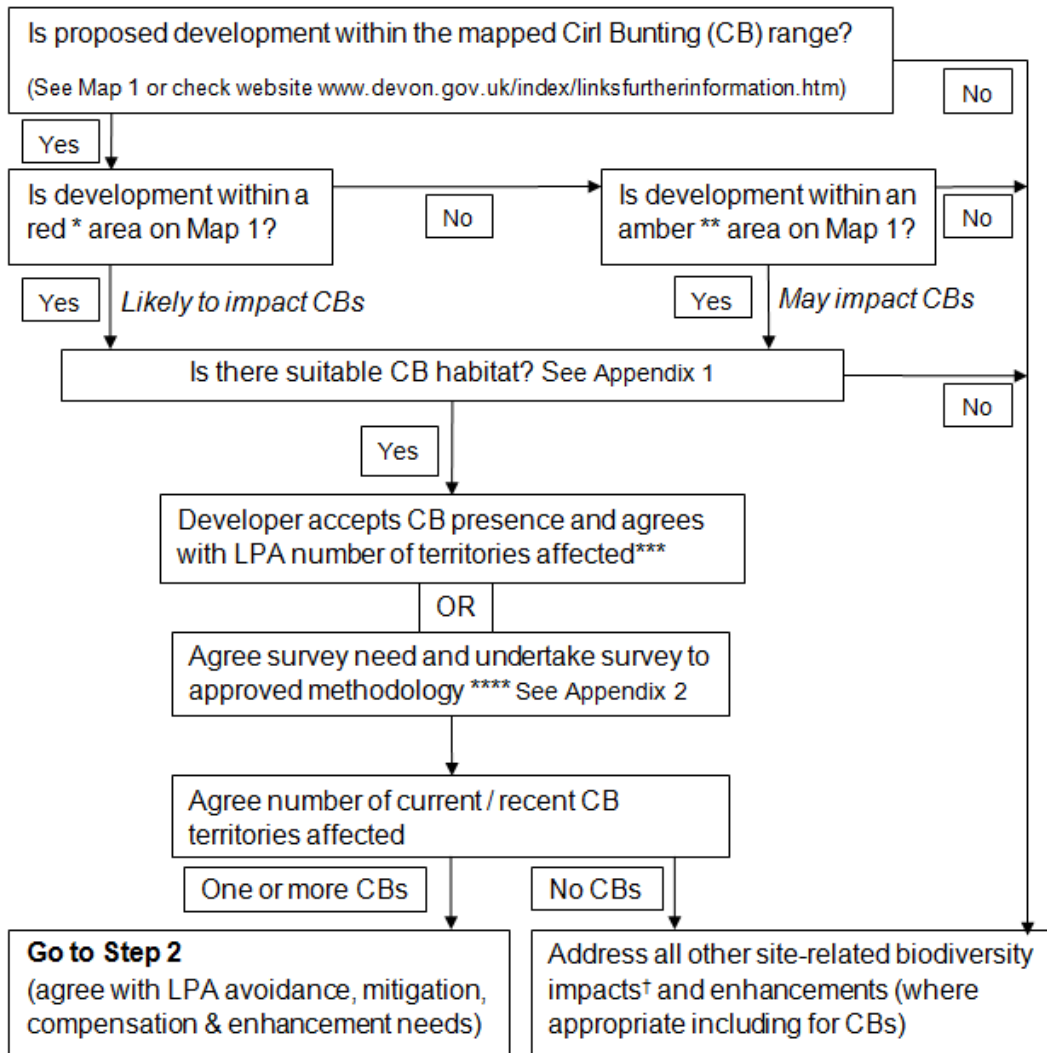 Is proposed development within the mapped Cirl Bunting (CB) range?
(See Map 1 or check website www.devon.gov.uk/index/linksfurtherinformation.htm)
No
Yes
Is development within a
red * area on Map 1?
No
Is development within an
amber ** area on Map 1?
No
Yes
Likely to impact CBs
Yes
May impact CBs
Is there suitable CB habitat? See Appendix 1
No
Yes
Developer accepts CB presence and agrees
with LPA number of territories affected***
OR
Agree survey need and undertake survey to
approved methodology **** See Appendix 2
Agree number of current / recent CB
territories affected
One or more CBs
No CBs
Go to Step 2
(agree with LPA avoidance, mitigation,
compensation & enhancement needs)
Address all other site-related biodiversity
impacts† and enhancements (where
appropriate including for CBs)